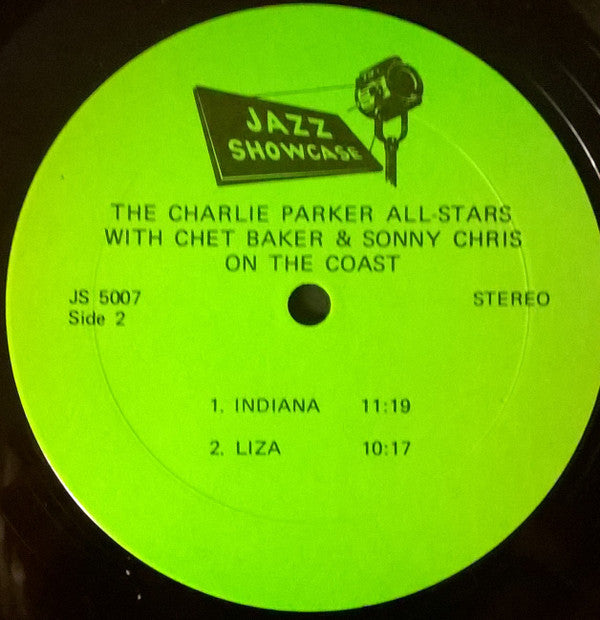 JAZZ
SHOWCASE
THE CHARLIE PARKER ALL-STARS
WITH CHET BAKER & SONNY CHRIS
ON THE COAST
JS 5007
STEREO
Side 2
1. INDIANA 11:19
2. LIZA 10:17